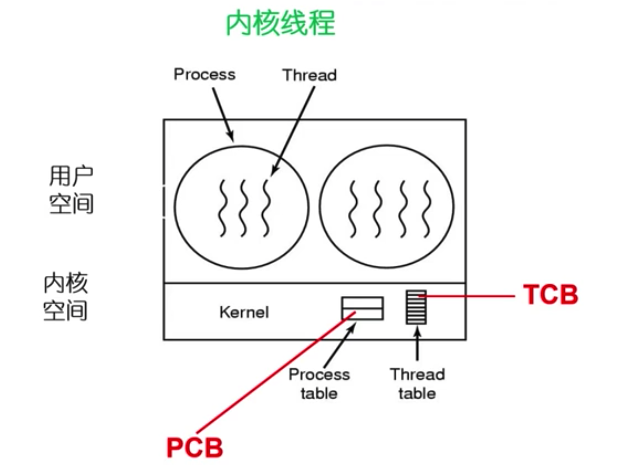 内核线程
Process
Thread
用户
空间
内核
空间
Kernel
TCB
Process
table
Thread
table
PCB